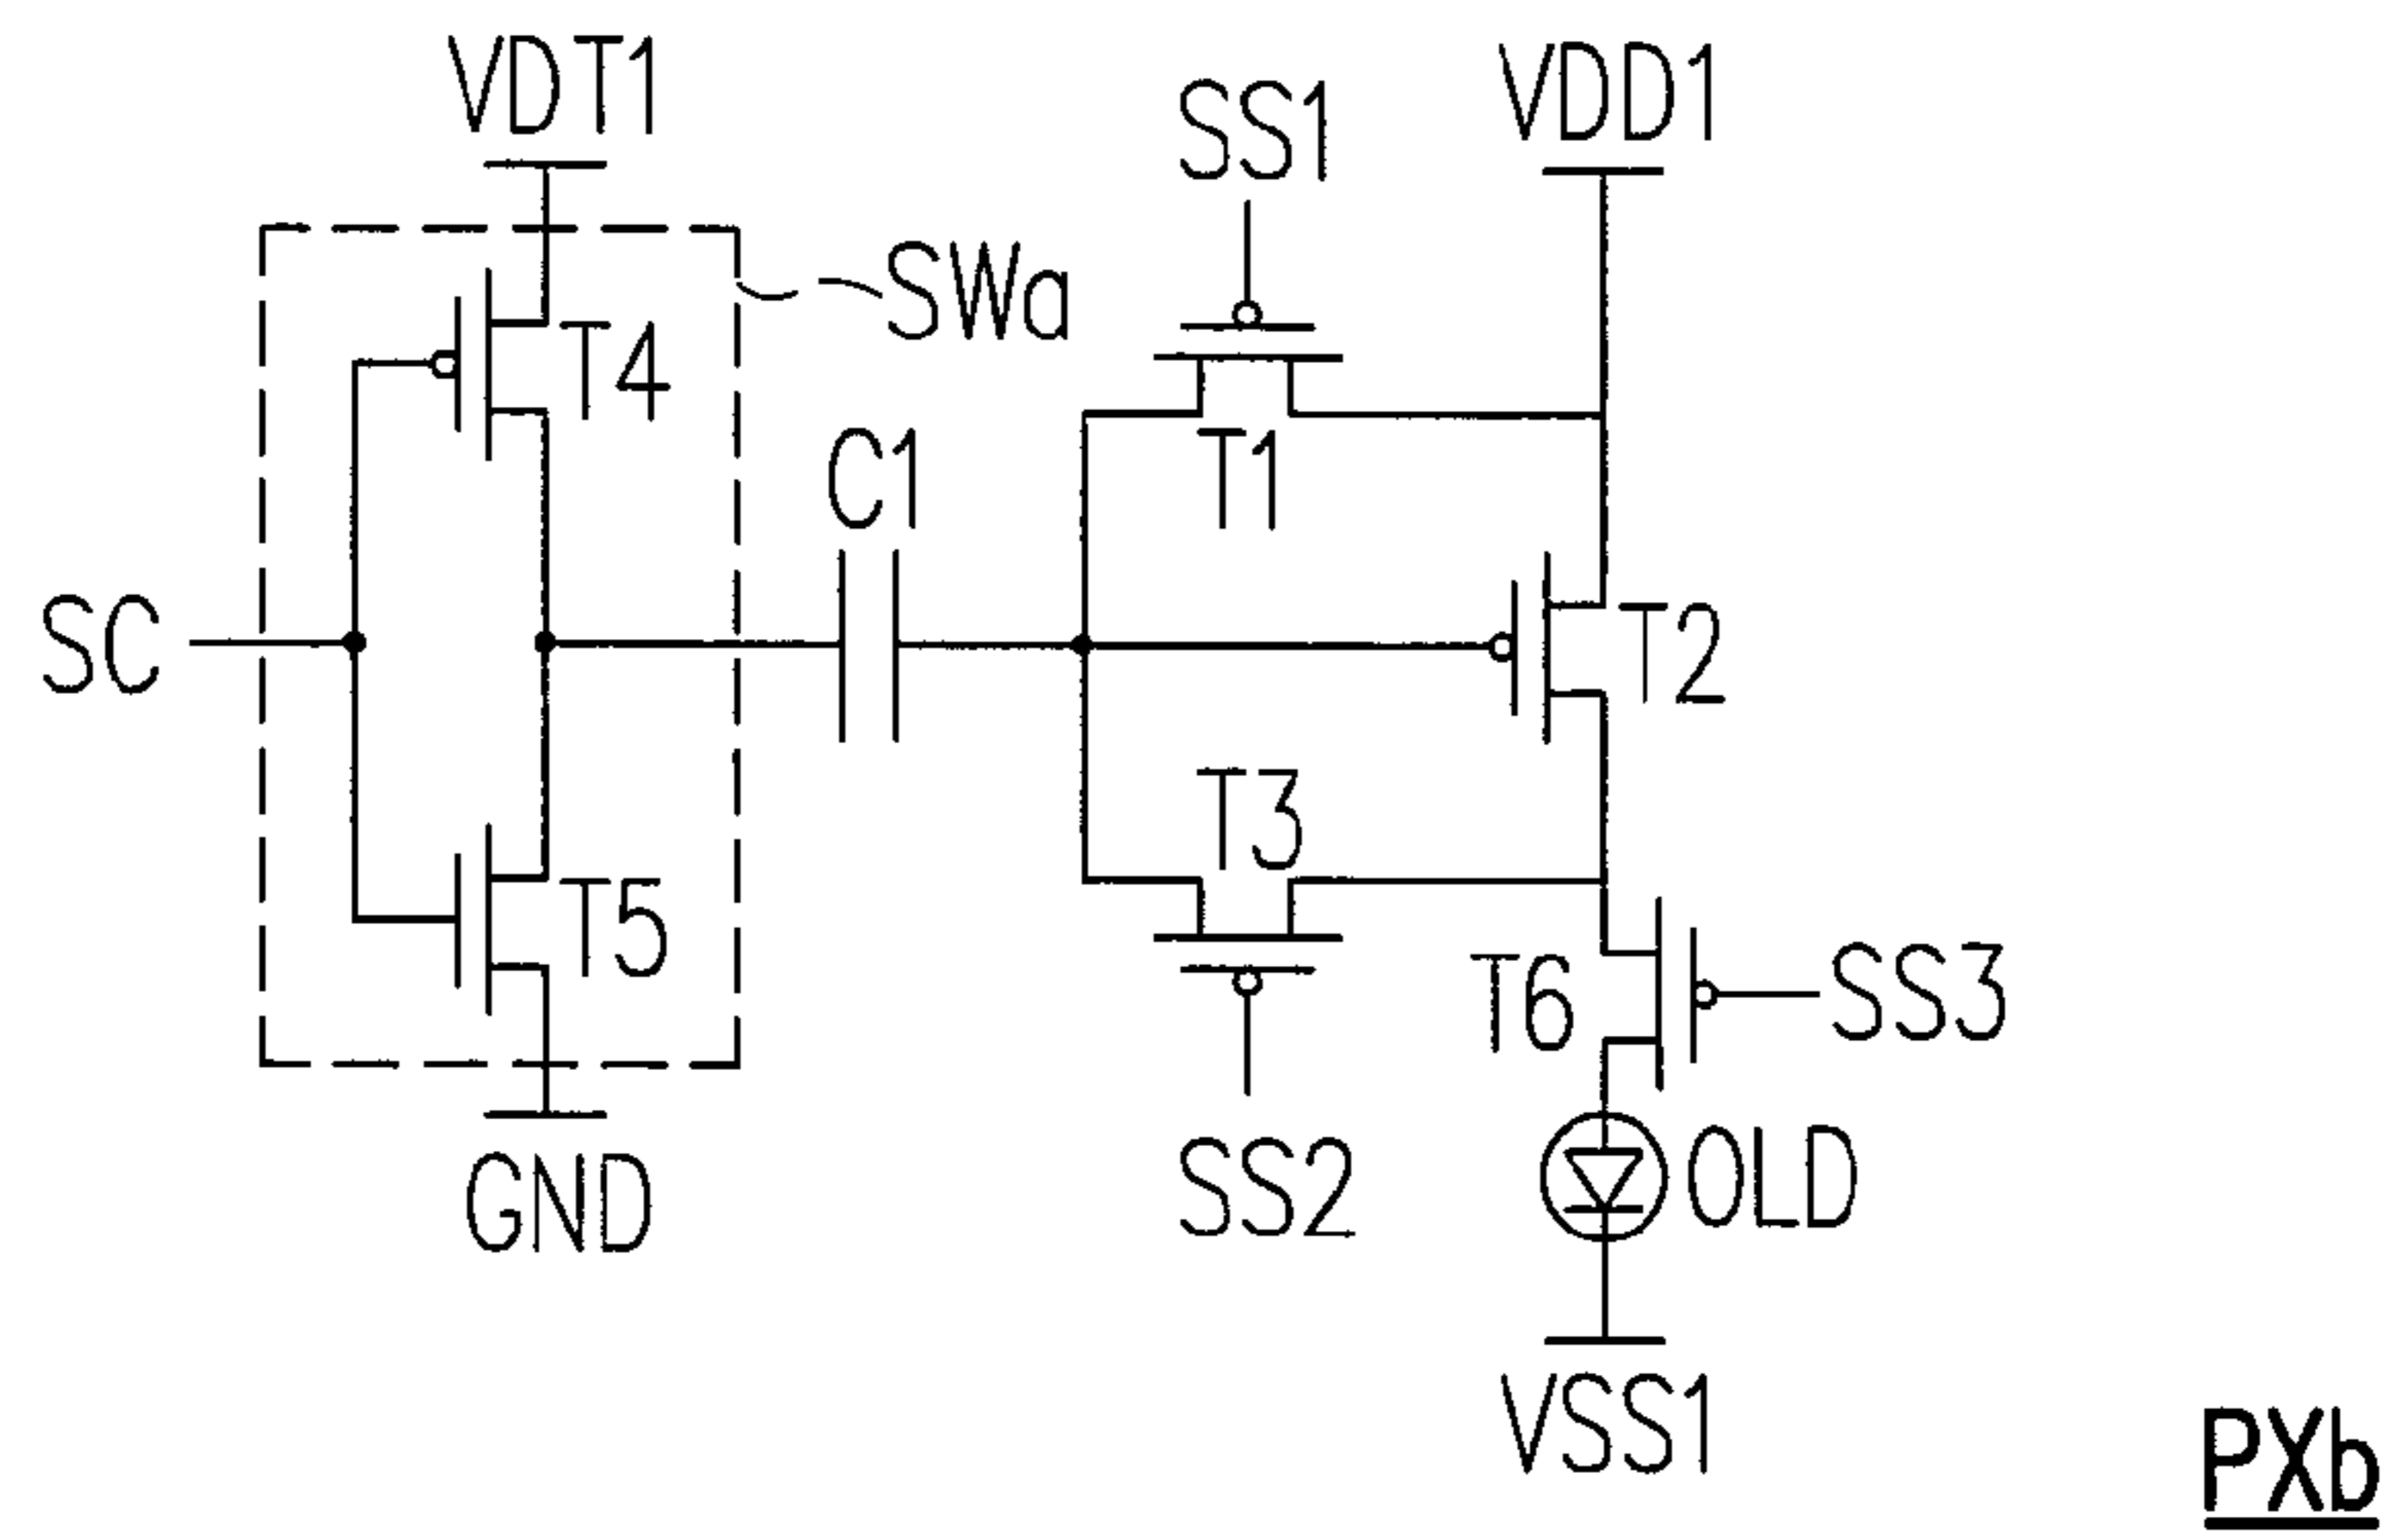 VDT1
SS1
VDD1
SWa
T4
C1
T1
SC
T2
T3
T5
T6
SS3
GND
SS2
OLD
VSS1
PXb